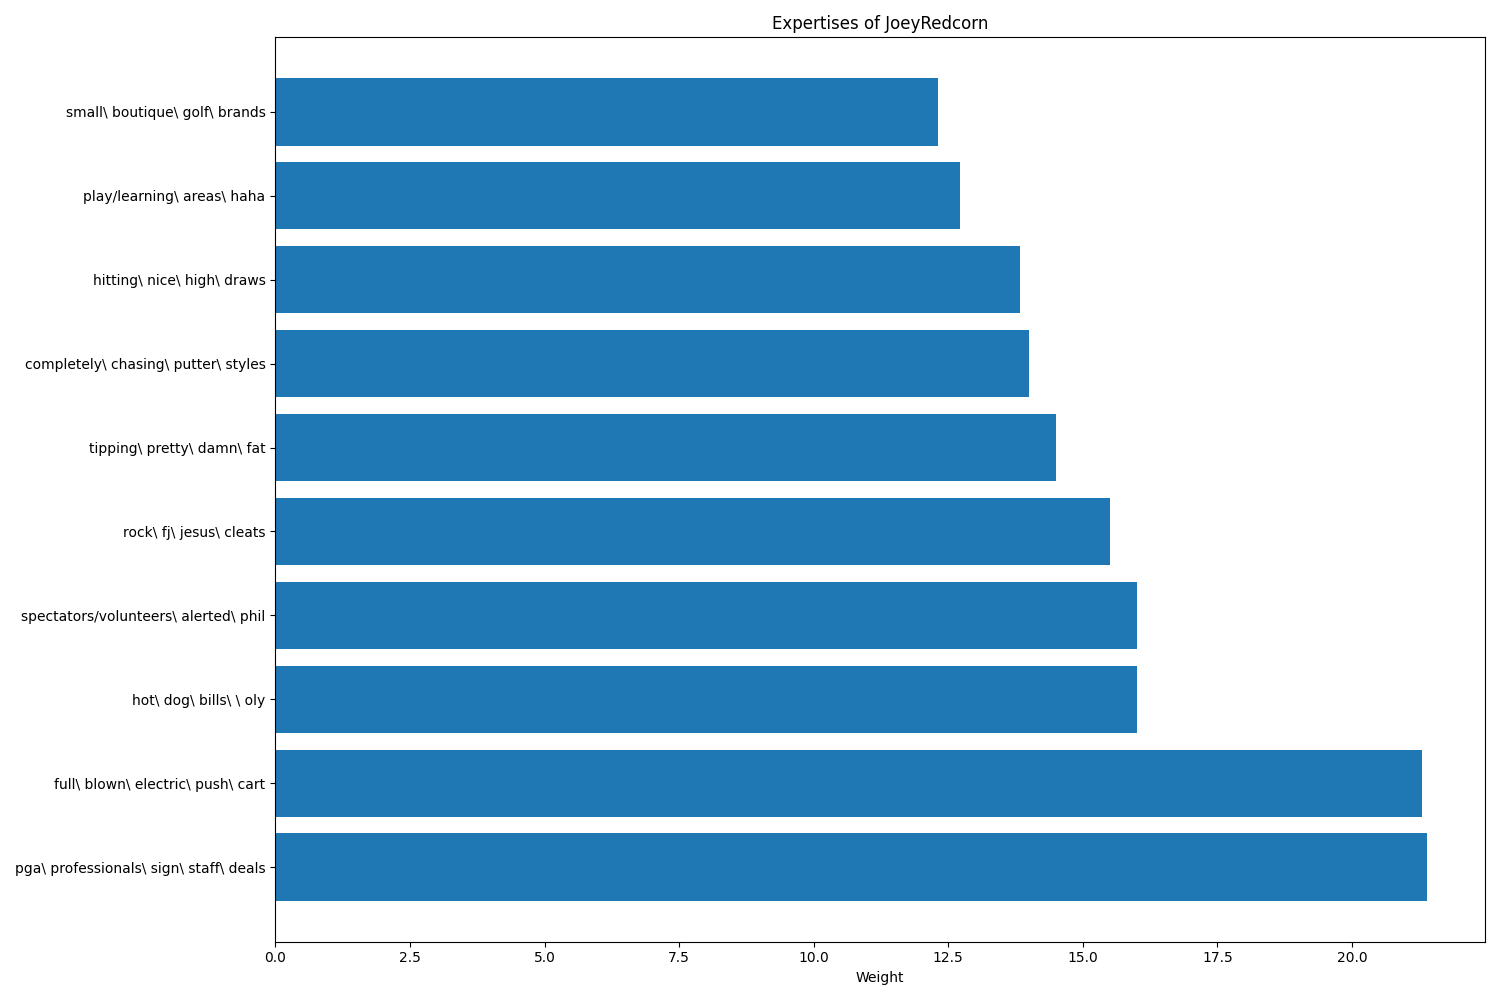 Expertises of JoeyRedcorn
small\ boutique\ golf\ brands
play/learning\ areas\ haha
hitting\ nice\ high\ draws
completely\ chasing\ putter\ styles
tipping\ pretty\ damn\ fat
rock\ fj\ jesus\ cleats
spectators/volunteers\ alerted\ phil
hot\ dog\ bills\ \ oly
full\ blown\ electric\ push\ cart
pga\ professionals\ sign\ staff\ deals
0.0 2.5 5.0 7.5 10.0 12.5 15.0 17.5 20.0
Weight